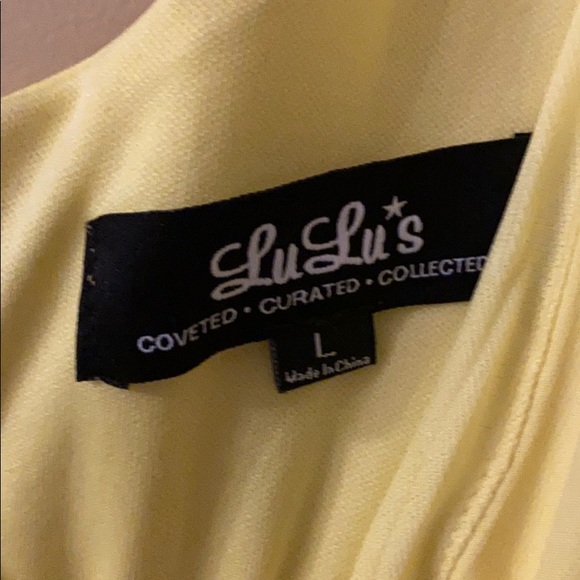 LuLu*s
COVETED • CURATED • COLLECTED
L
Made In China